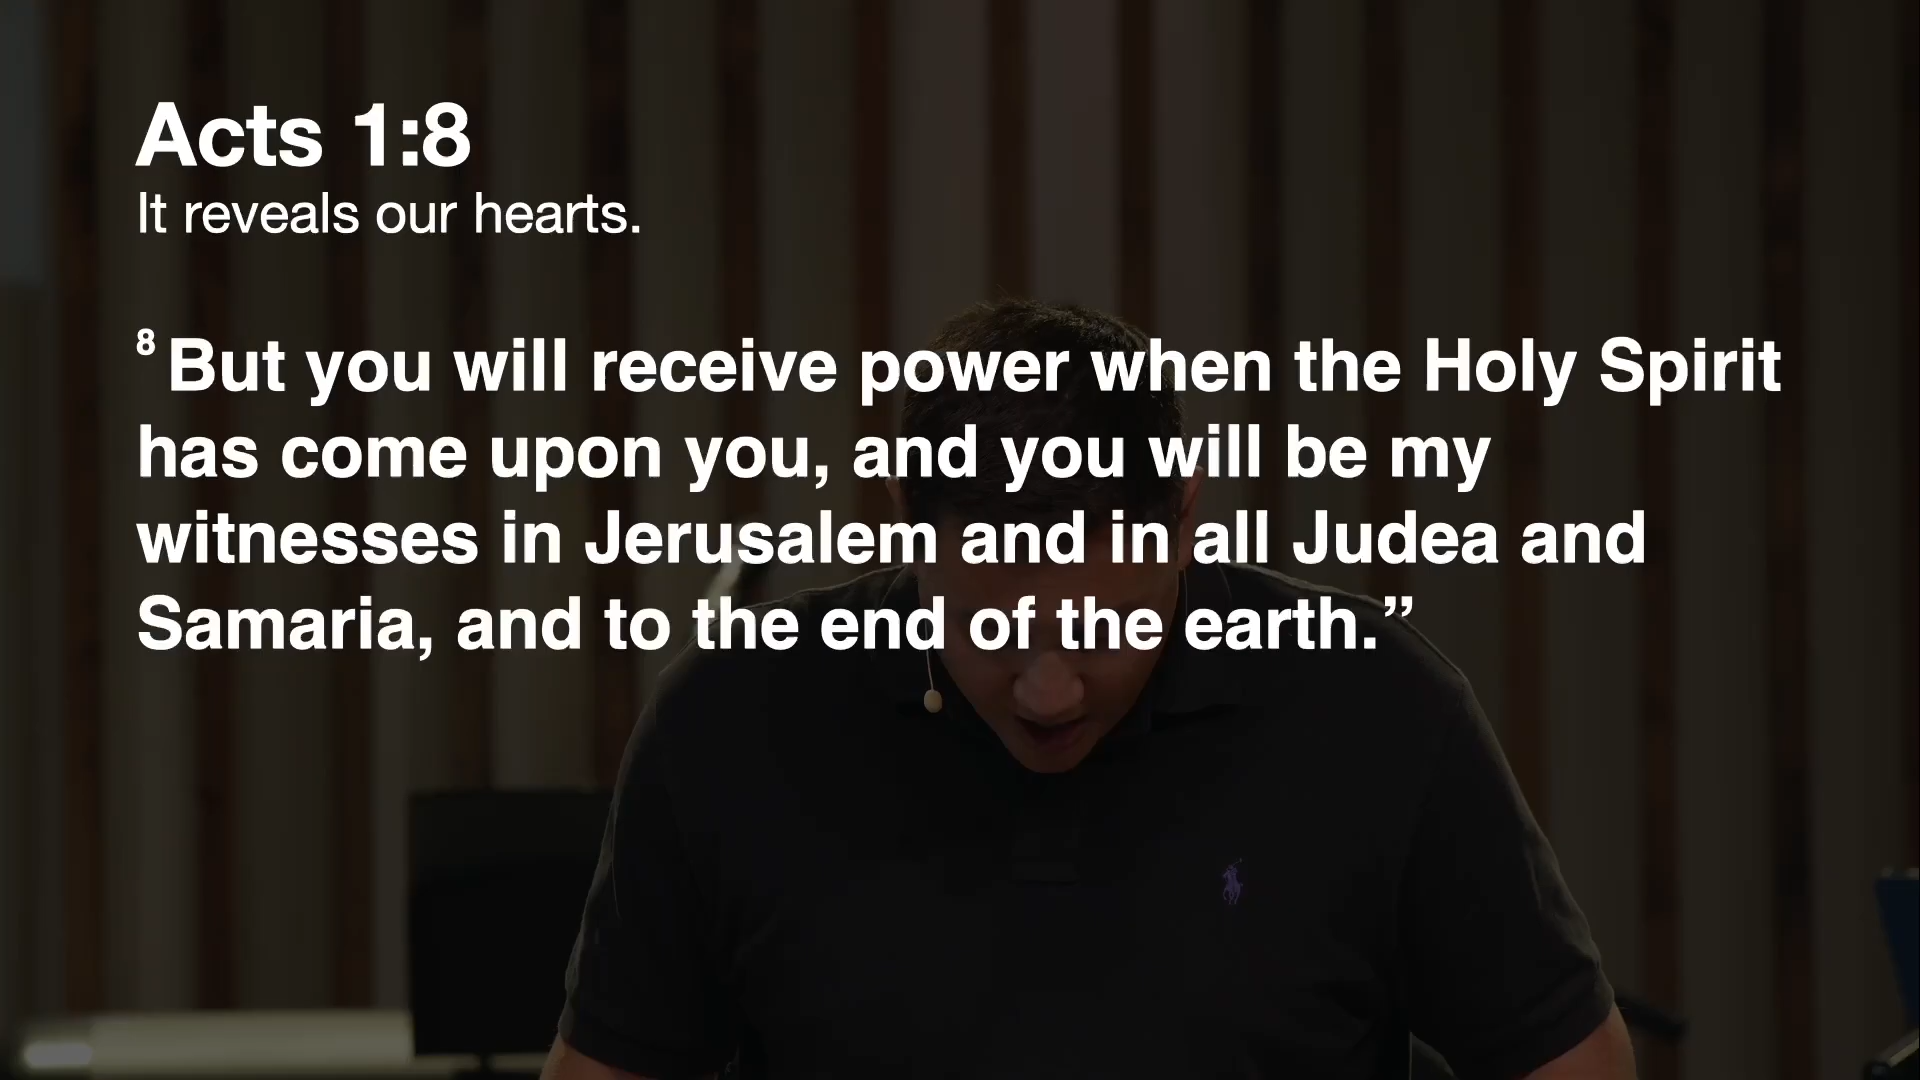 Acts 1:8
It reveals our hearts.
8 But you will receive power when the Holy Spirit
has come upon you, and you will be my
witnesses in Jerusalem and in all Judea and
Samaria, and to the end of the earth.”